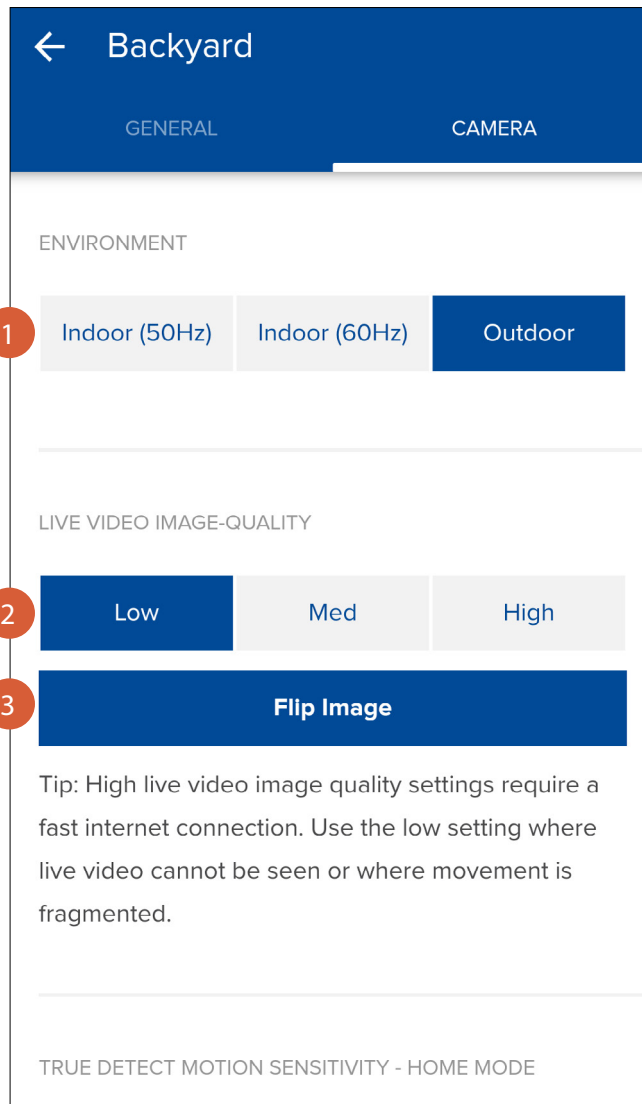 Backyard
GENERAL CAMERA
ENVIRONMENT
1 Indoor (50Hz) Indoor (60Hz) Outdoor
LIVE VIDEO IMAGE-QUALITY
2 Low Med High
3 Flip Image
Tip: High live video image quality settings require a
fast internet connection. Use the low setting where
live video cannot be seen or where movement is
fragmented.
TRUE DETECT MOTION SENSITIVITY - HOME MODE